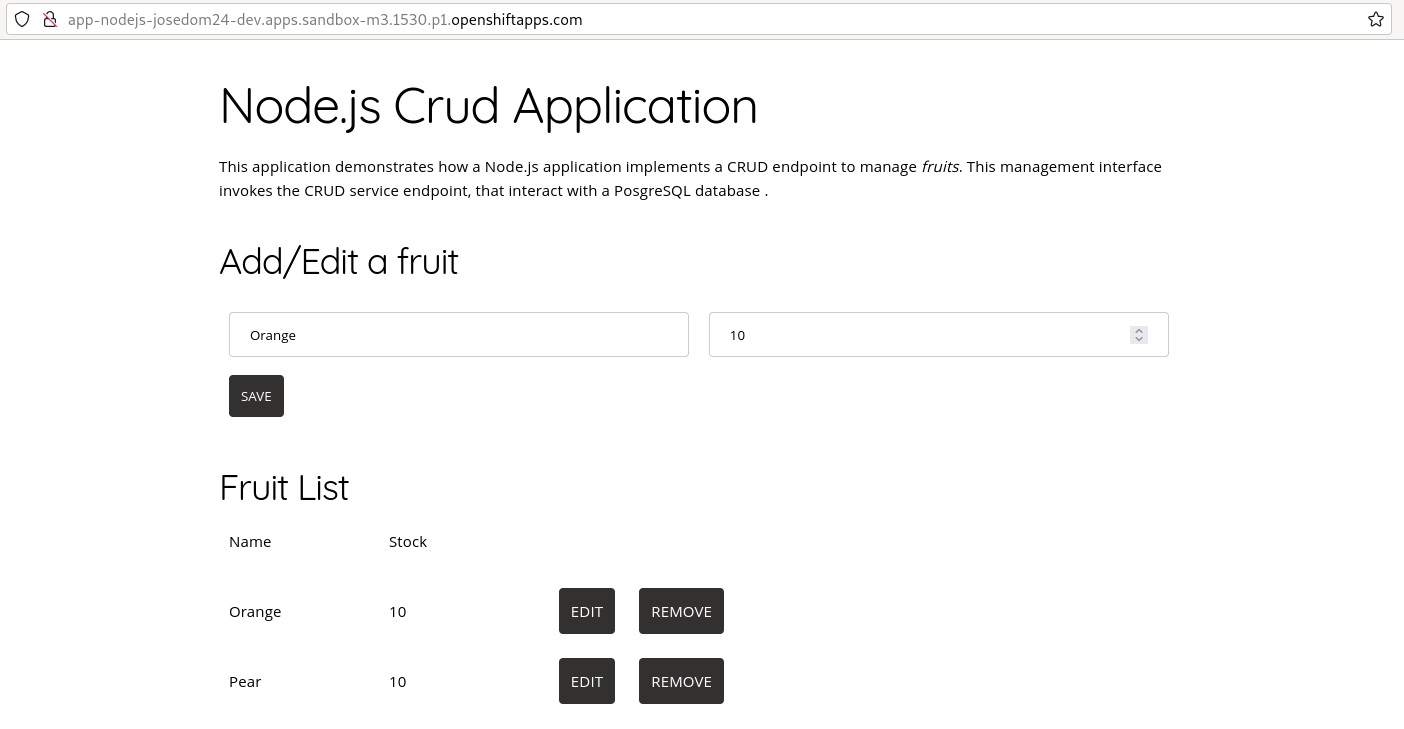 app-nodejs-josedom24-dev.apps.sandbox-m3.1530.p1.openshiftapps.com
Node.js Crud Application
This application demonstrates how a Node.js application implements a CRUD endpoint to manage fruits. This management interface
invokes the CRUD service endpoint, that interact with a PosgreSQL database .
Add/Edit a fruit
Orange 10
SAVE
Fruit List
Name Stock
Orange 10 EDIT REMOVE
Pear 10 EDIT REMOVE